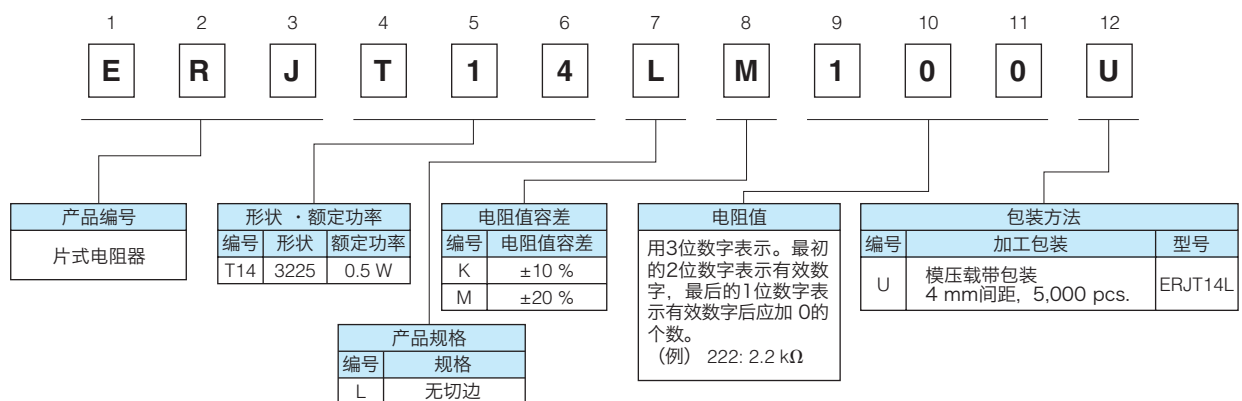 1 2 3 4 5 6 7 8 9 10 11 12
E R J T 1 4 L M 1 0 0 U
产品编号
片式电阻器
形状 ・额定功率
编号 形状 额定功率
T14 3225 0.5 W
产品规格
编号 规格
L 无切边
电阻值容差
编号 电阻值容差
K ±10 %
M ±20 %
电阻值
用3位数字表示。最初
的2位数字表示有效数
字，最后的1位数字表
示有效数字后应加 0的
个数。
（例） 222: 2.2 kΩ
包装方法
编号 加工包装 型号
U 模压载带包装 ERJT14L
4 mm间距，5,000 pcs.